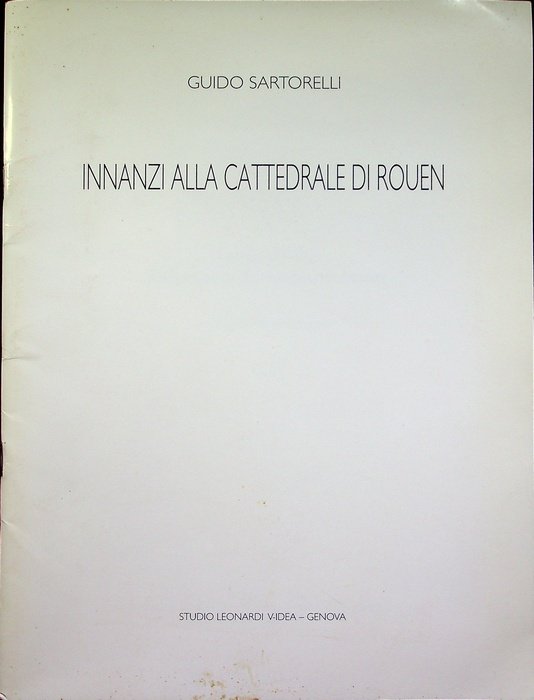 GUIDO SARTORELLI
INNANZI ALLA CATTEDRALE DI ROUEN
STUDIO LEONARDI V-IDEA – GENOVA